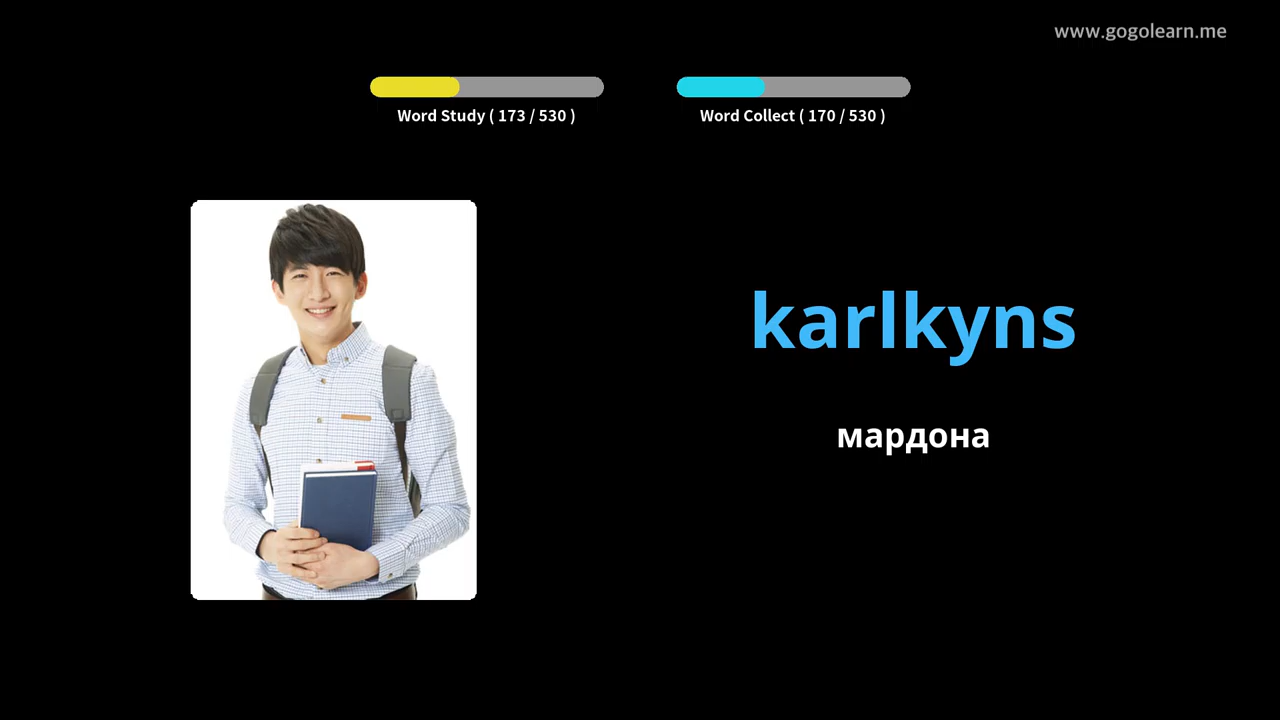 www.gogolearn.me
Word Study ( 173 / 530 )
Word Collect ( 170 / 530 )
karlkyns
мардона